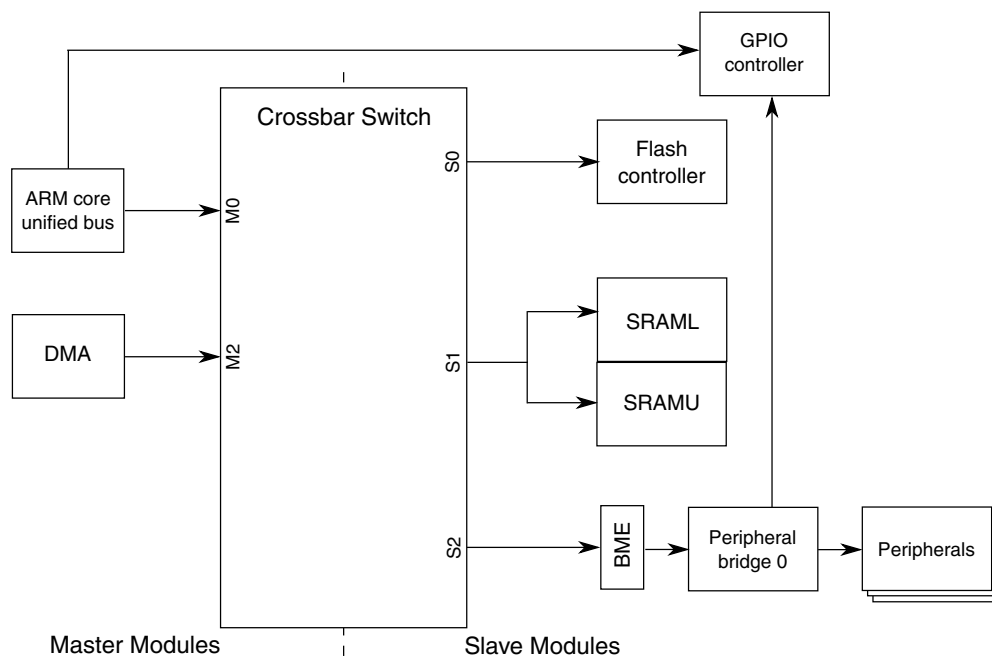 GPIO
controller
Crossbar Switch
S0
Flash
controller
ARM core
unified bus
M0
SRAML
DMA
M2
S1
SRAMU
S2
BME
Peripheral
bridge 0
Peripherals
Master Modules
Slave Modules